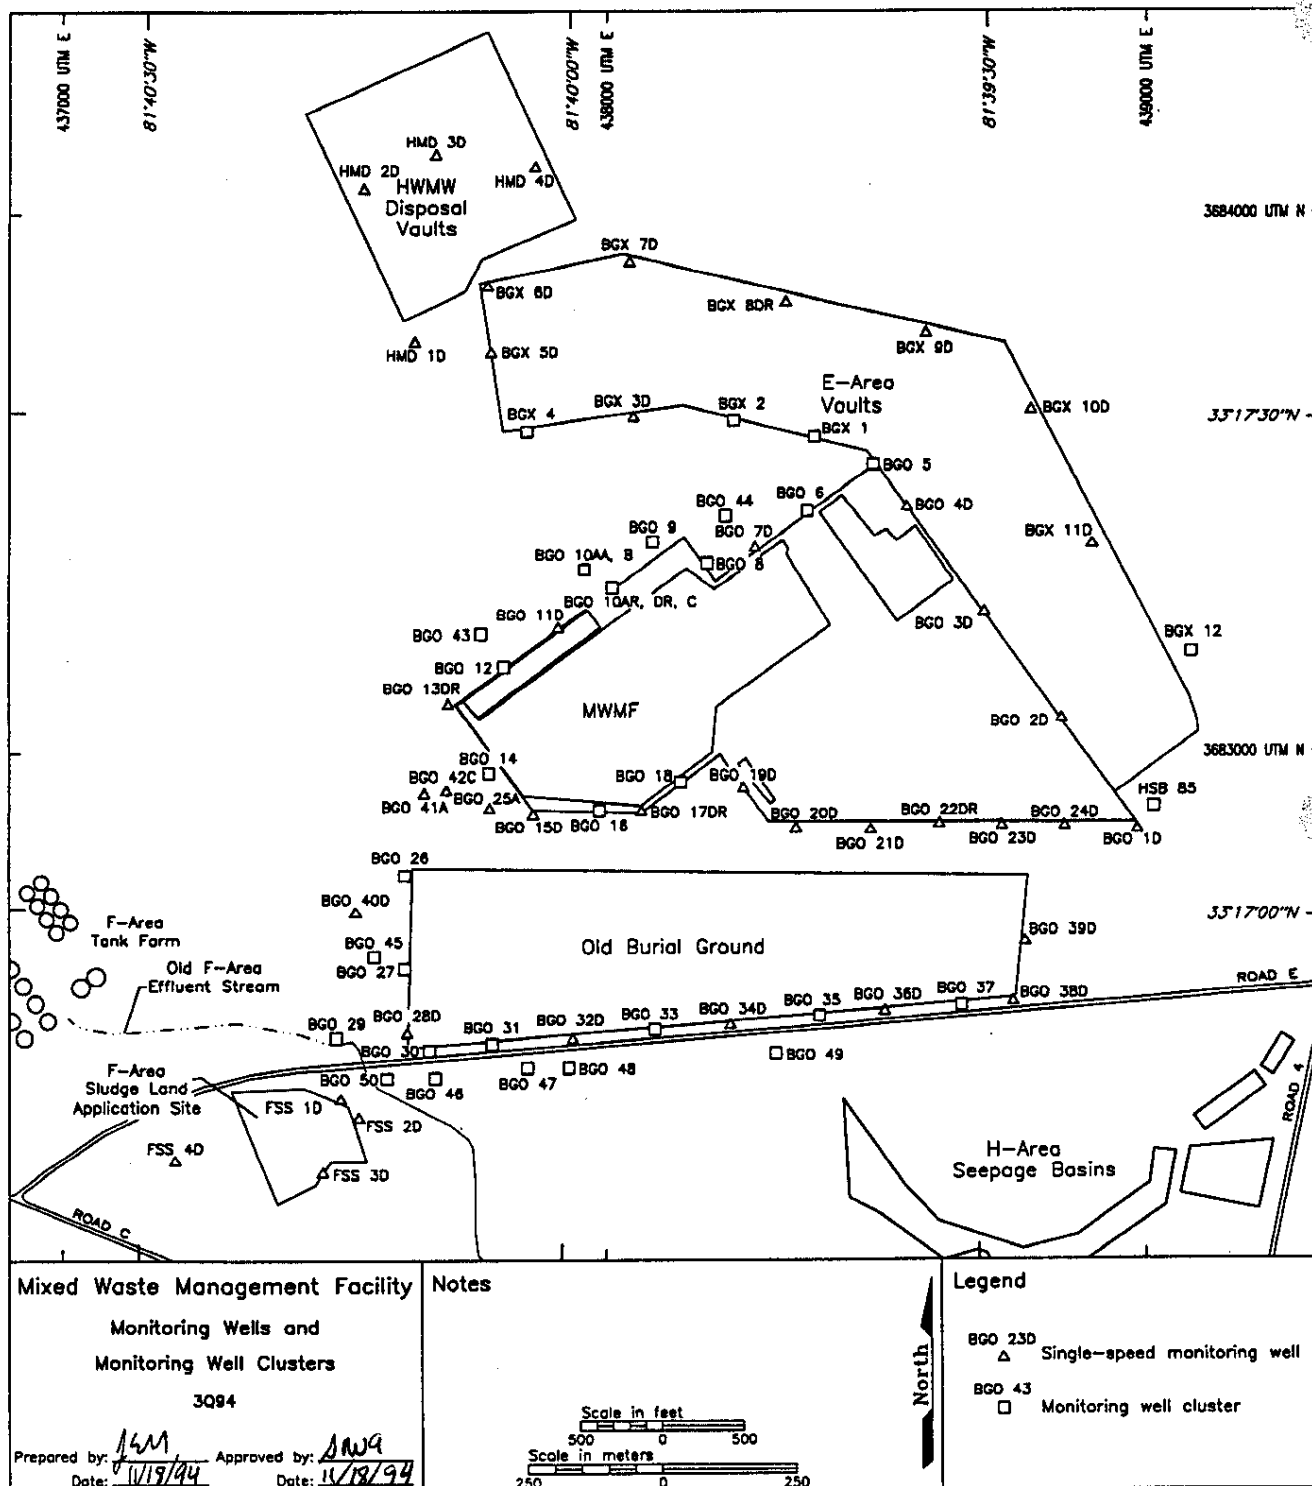 437000 UTM E
81°40'30"W
81°40'00"W
438000 UTM E
81°39'30"W
439000 UTM E
HMD 3D
HMD 2D
HMD 4D
HWMW
Disposal
Vaults
3684000 UTM N
BGX 7D
BGX 6D
BGX 8DR
BGX 9D
HMD 1D
BGX 5D
E-Area
Vaults
BGX 3D
BGX 2
BGX 10D
BGX 4
BGX 1
33°17'30"N
BGO 5
BGO 6
BGO 44
BGO 4D
BGO 9
BGO 7D
BGX 11D
BGO 10AA, B
BGO 8
BGO 10AR, DR, C
BGO 11D
BGO 3D
BGO 43
BGX 12
BGO 12
BGO 13DR
MWMF
BGO 2D
3683000 UTM N
BGO 14
BGO 42C
BGO 18
BGO 19D
HSB 85
BGO 41A
BGO 25A
BGO 15D
BGO 16
BGO 17DR
BGO 20D
BGO 21D
BGO 22DR
BGO 23D
BGO 24D
BGO 1D
BGO 26
BGO 40D
33°17'00"N
F-Area
Tank Farm
BGO 45
Old Burial Ground
BGO 39D
Old F-Area
Effluent Stream
BGO 27
ROAD E
BGO 28D
BGO 29
BGO 30
BGO 31
BGO 32D
BGO 33
BGO 34D
BGO 35
BGO 36D
BGO 37
BGO 38D
BGO 49
F-Area
Sludge Land
Application Site
BGO 50
BGO 46
BGO 47
BGO 48
FSS 1D
FSS 2D
ROAD 4
FSS 4D
FSS 3D
H-Area
Seepage Basins
ROAD C
Mixed Waste Management Facility
Monitoring Wells and
Monitoring Well Clusters
3Q94
Prepared by: JEM Approved by:
Date: 11/18/94 Date: 11/18/94
Notes
Scale in feet
500 0 500
Scale in meters
250 0 250
North
Legend
BGO 23D
Single-speed monitoring well
BGO 43
Monitoring well cluster